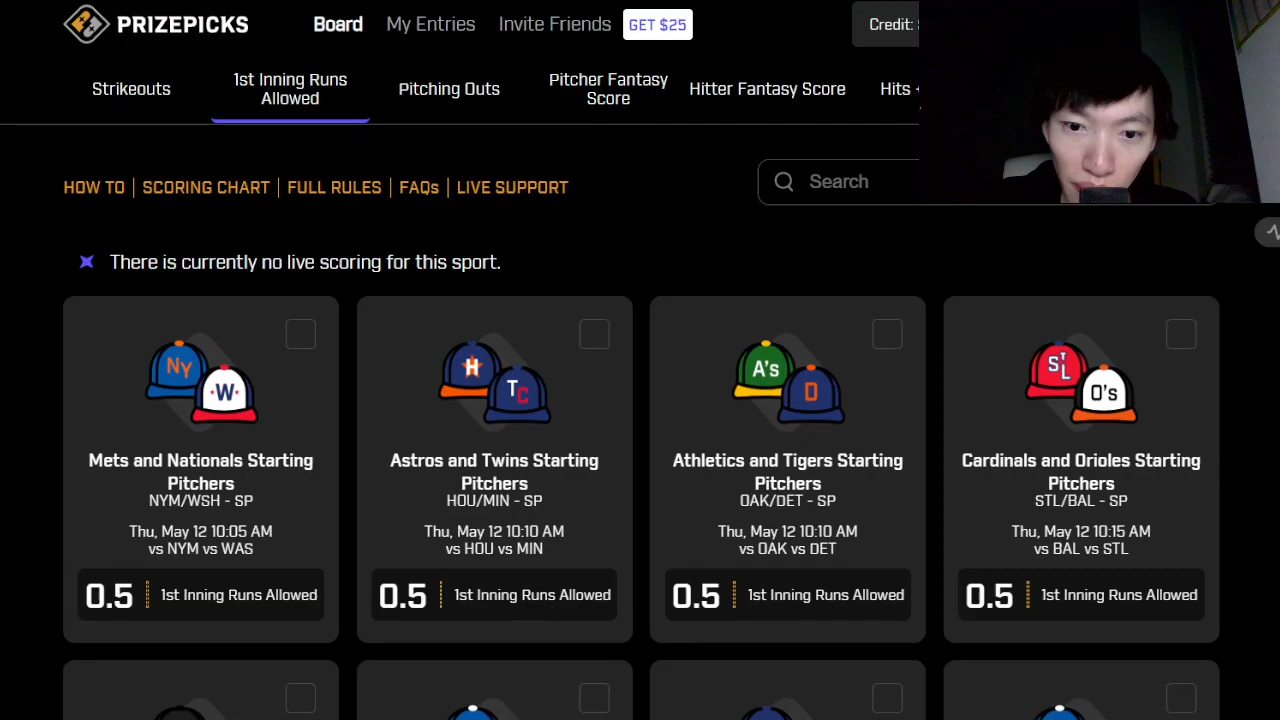 PRIZEPICKS
Board
My Entries
Invite Friends
GET $25
Credit:
Strikeouts
1st Inning Runs
Allowed
Pitching Outs
Pitcher Fantasy
Score
Hitter Fantasy Score
Hits +
HOW TO | SCORING CHART | FULL RULES | FAQs | LIVE SUPPORT
Search
There is currently no live scoring for this sport.
NY
W
Mets and Nationals Starting
Pitchers
NYM/WSH - SP
Thu, May 12 10:05 AM
vs NYM vs WAS
0.5
1st Inning Runs Allowed
H
TC
Astros and Twins Starting
Pitchers
HOU/MIN - SP
Thu, May 12 10:10 AM
vs HOU vs MIN
0.5
1st Inning Runs Allowed
A's
D
Athletics and Tigers Starting
Pitchers
OAK/DET - SP
Thu, May 12 10:10 AM
vs OAK vs DET
0.5
1st Inning Runs Allowed
STL
O's
Cardinals and Orioles Starting
Pitchers
STL/BAL - SP
Thu, May 12 10:15 AM
vs BAL vs STL
0.5
1st Inning Runs Allowed